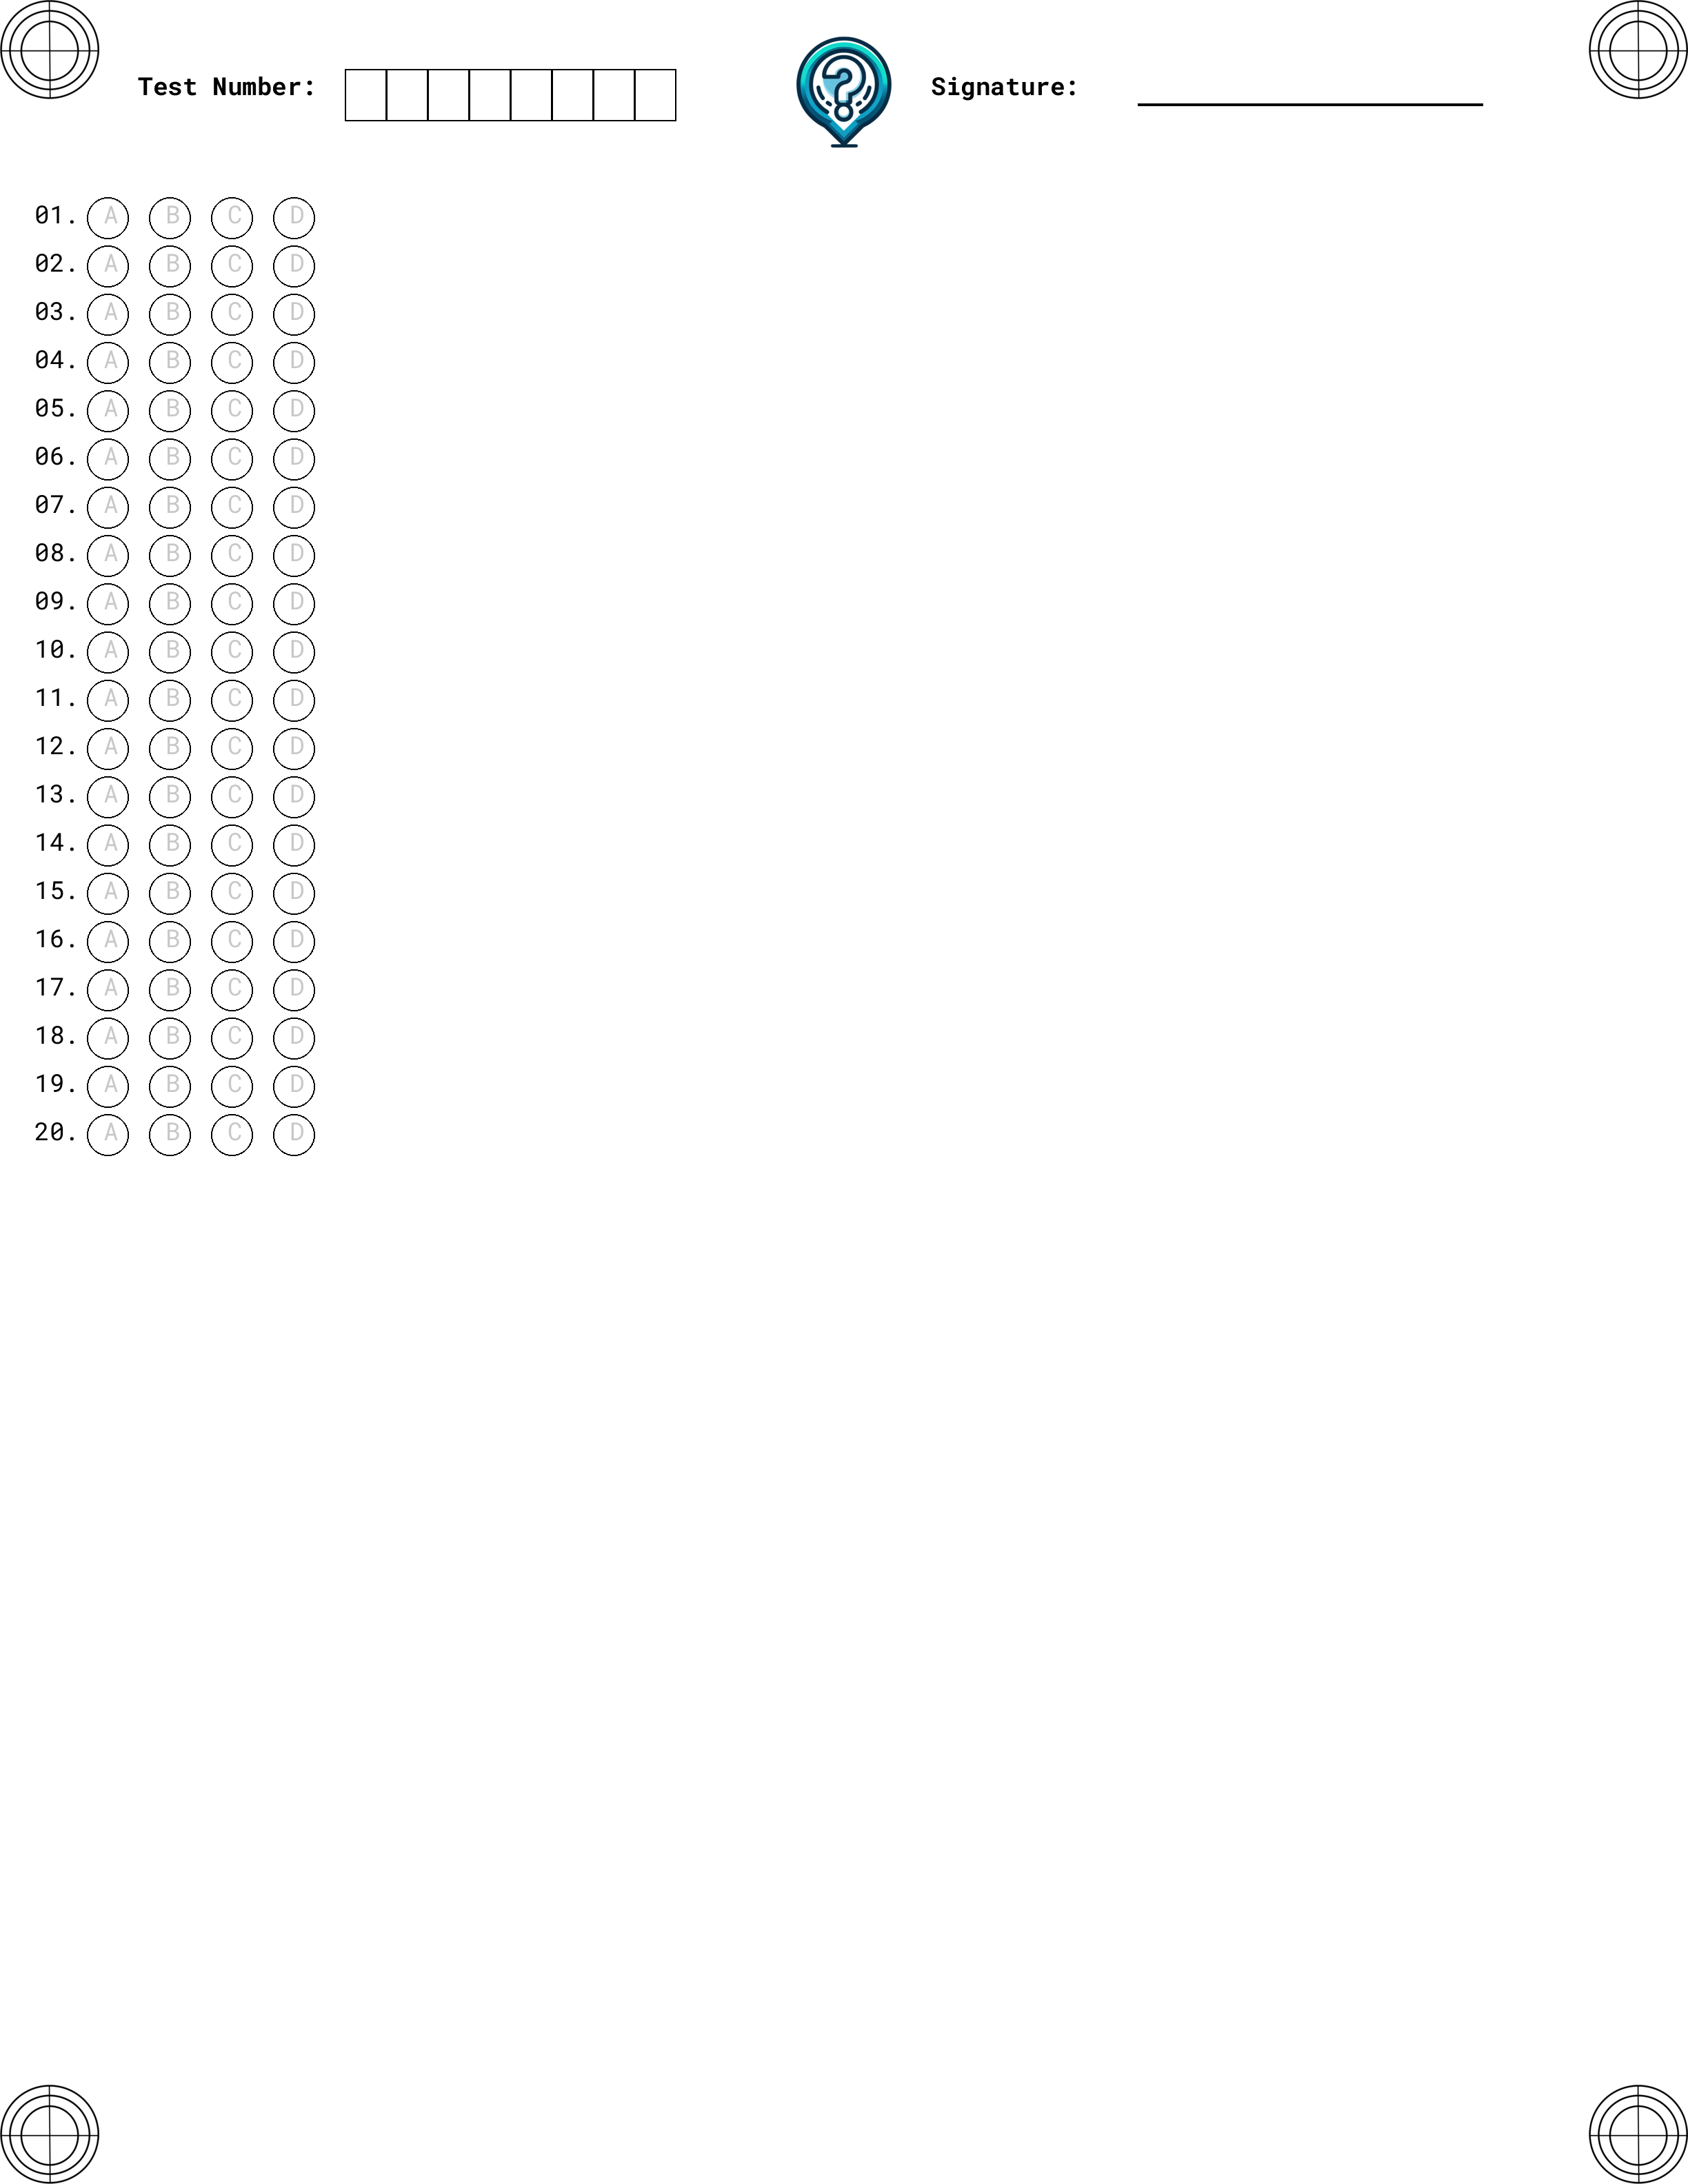 Test Number: Signature:
01. A B C D
02. A B C D
03. A B C D
04. A B C D
05. A B C D
06. A B C D
07. A B C D
08. A B C D
09. A B C D
10. A B C D
11. A B C D
12. A B C D
13. A B C D
14. A B C D
15. A B C D
16. A B C D
17. A B C D
18. A B C D
19. A B C D
20. A B C D